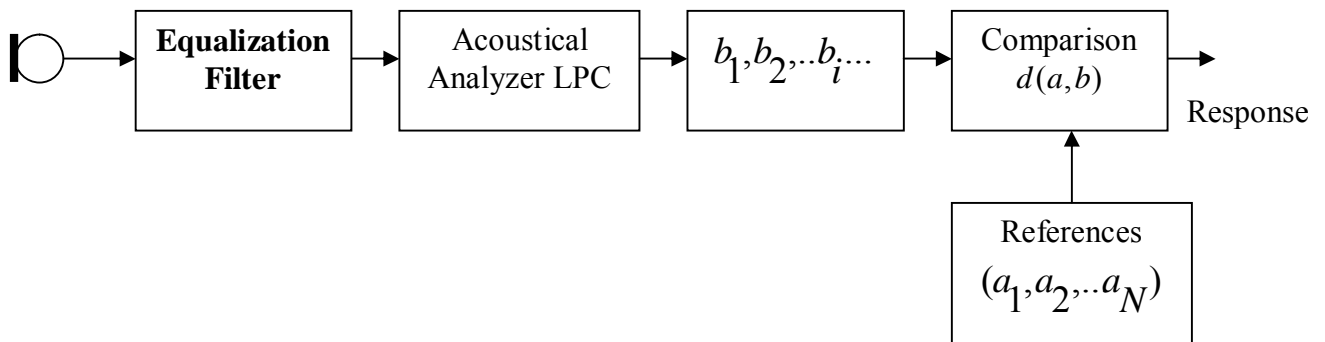 Equalization
Filter
Acoustical
Analyzer LPC
b1,b2,..bi...
Comparison
d(a,b)
Response
References
(a1,a2,..aN)